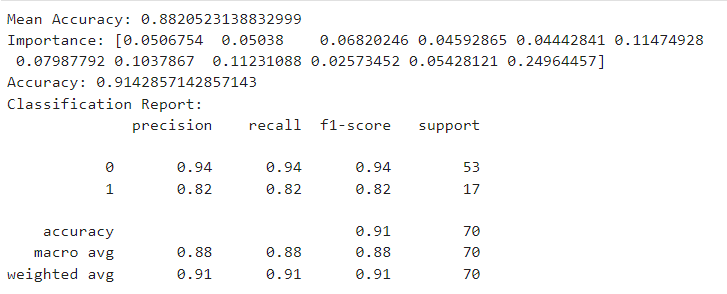 Mean Accuracy: 0.8820523138832999
Importance: [0.0506754  0.05038    0.06820246 0.04592865 0.04442841 0.11474928
 0.07987792 0.1037867  0.11231088 0.02573452 0.05428121 0.24964457]
Accuracy: 0.9142857142857143
Classification Report:
              precision    recall  f1-score   support

           0       0.94      0.94      0.94        53
           1       0.82      0.82      0.82        17

    accuracy                           0.91        70
   macro avg       0.88      0.88      0.88        70
weighted avg       0.91      0.91      0.91        70